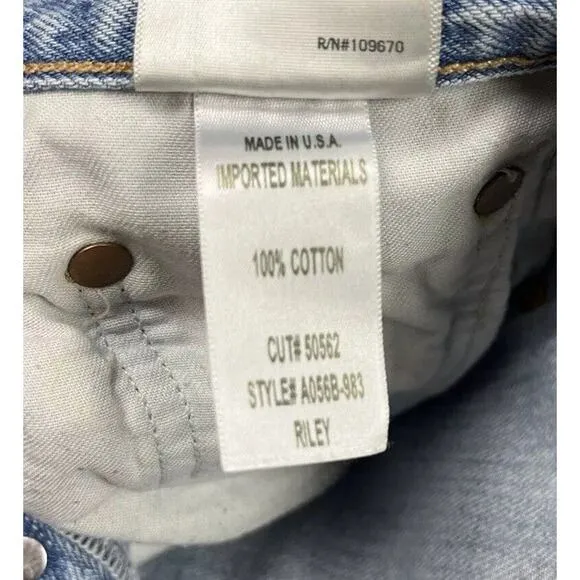 R/N#109670
MADE IN U.S.A.
IMPORTED MATERIALS
100% COTTON
CUT# 50562
STYLE# A056B-983
RILEY